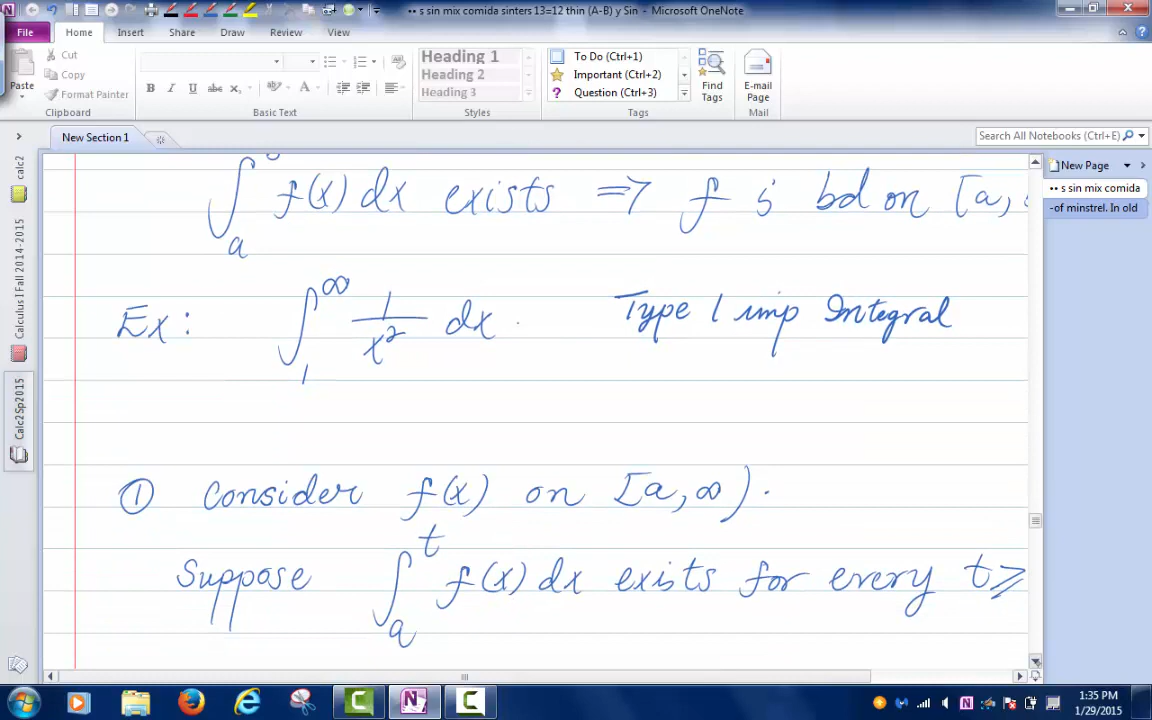 •• s sin mix comida sinters 13=12 thin (A-B) y Sin - Microsoft OneNote
File Home Insert Share Draw Review View
Cut
Copy
Format Painter
Paste
Clipboard
B I U abc x₂ A
Basic Text
Heading 1
Heading 2
Heading 3
Styles
To Do (Ctrl+1)
Important (Ctrl+2)
Question (Ctrl+3)
Tags
Find Tags
E-mail Page
Mail
New Section 1
Search All Notebooks (Ctrl+E)
New Page
•• s sin mix comida
-of minstrel. In old
calc2
Calculus I Fall 2014-2015
Calc2Sp2015
∫ₐ f(x) dx exists => f is bd on [a,
Ex: ∫₁^∞ 1/x² dx Type 1 imp Integral
① Consider f(x) on [a, ∞).
Suppose ∫ₐᵗ f(x) dx exists for every t ≥
1:35 PM
1/29/2015